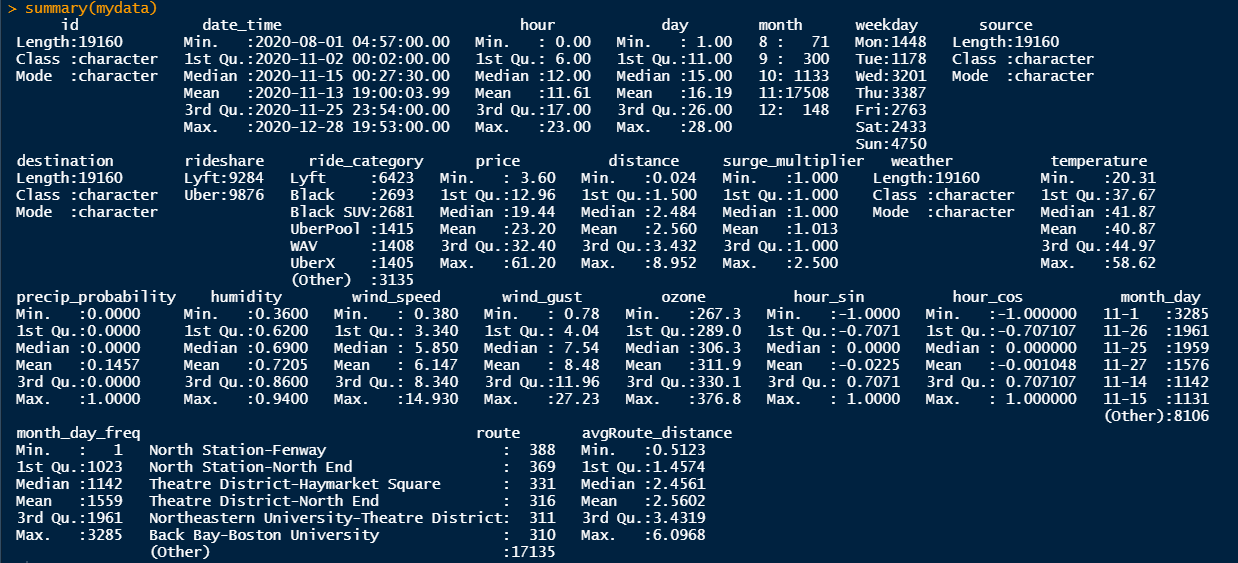 > summary(mydata)
      id             date_time                           hour            day        month      weekday        source
 Length:19160       Min.   :2020-08-01 04:57:00.00   Min.   : 0.00   Min.   : 1.00   8 :   71   Mon:1448   Length:19160
 Class :character   1st Qu.:2020-11-02 00:02:00.00   1st Qu.: 6.00   1st Qu.:11.00   9 :  300   Tue:1178   Class :character
 Mode  :character   Median :2020-11-15 00:27:30.00   Median :12.00   Median :15.00   10: 1133   Wed:3201   Mode  :character
                    Mean   :2020-11-13 19:00:03.99   Mean   :11.61   Mean   :16.19   11:17508   Thu:3387
                    3rd Qu.:2020-11-25 23:54:00.00   3rd Qu.:17.00   3rd Qu.:26.00   12:  148   Fri:2763
                    Max.   :2020-12-28 19:53:00.00   Max.   :23.00   Max.   :28.00              Sat:2433
                                                                                                Sun:4750
 destination        rideshare     ride_category      price          distance     surge_multiplier   weather            temperature
 Length:19160       Lyft:9284   Lyft     :6423   Min.   : 3.60   Min.   :0.024   Min.   :1.000   Length:19160       Min.   :20.31
 Class :character   Uber:9876   Black    :2693   1st Qu.:12.96   1st Qu.:1.500   1st Qu.:1.000   Class :character   1st Qu.:37.67
 Mode  :character               Black SUV:2681   Median :19.44   Median :2.484   Median :1.000   Mode  :character   Median :41.87
                                UberPool :1415   Mean   :23.20   Mean   :2.560   Mean   :1.013                      Mean   :40.87
                                WAV      :1408   3rd Qu.:32.40   3rd Qu.:3.432   3rd Qu.:1.000                      3rd Qu.:44.97
                                UberX    :1405   Max.   :61.20   Max.   :8.952   Max.   :2.500                      Max.   :58.62
                                (Other)  :3135
 precip_probability    humidity        wind_speed       wind_gust         ozone          hour_sin          hour_cos           month_day
 Min.   :0.0000     Min.   :0.3600   Min.   : 0.380   Min.   : 0.78   Min.   :267.3   Min.   :-1.0000   Min.   :-1.000000   11-1   :3285
 1st Qu.:0.0000     1st Qu.:0.6200   1st Qu.: 3.340   1st Qu.: 4.04   1st Qu.:289.0   1st Qu.:-0.7071   1st Qu.:-0.707107   11-26  :1961
 Median :0.0000     Median :0.6900   Median : 5.850   Median : 7.54   Median :306.3   Median : 0.0000   Median : 0.000000   11-25  :1959
 Mean   :0.1457     Mean   :0.7205   Mean   : 6.147   Mean   : 8.48   Mean   :311.9   Mean   :-0.0225   Mean   :-0.001048   11-27  :1576
 3rd Qu.:0.0000     3rd Qu.:0.8600   3rd Qu.: 8.340   3rd Qu.:11.96   3rd Qu.:330.1   3rd Qu.: 0.7071   3rd Qu.: 0.707107   11-14  :1142
 Max.   :1.0000     Max.   :0.9400   Max.   :14.930   Max.   :27.23   Max.   :376.8   Max.   : 1.0000   Max.   : 1.000000   11-15  :1131
                                                                                                                            (Other):8106
 month_day_freq                                      route       avgRoute_distance
 Min.   :   1   North Station-Fenway                    :  388   Min.   :0.5123
 1st Qu.:1023   North Station-North End                 :  369   1st Qu.:1.4574
 Median :1142   Theatre District-Haymarket Square       :  331   Median :2.4561
 Mean   :1559   Theatre District-North End              :  316   Mean   :2.5602
 3rd Qu.:1961   Northeastern University-Theatre District:  311   3rd Qu.:3.4319
 Max.   :3285   Back Bay-Boston University              :  310   Max.   :6.0968
                (Other)                                 :17135